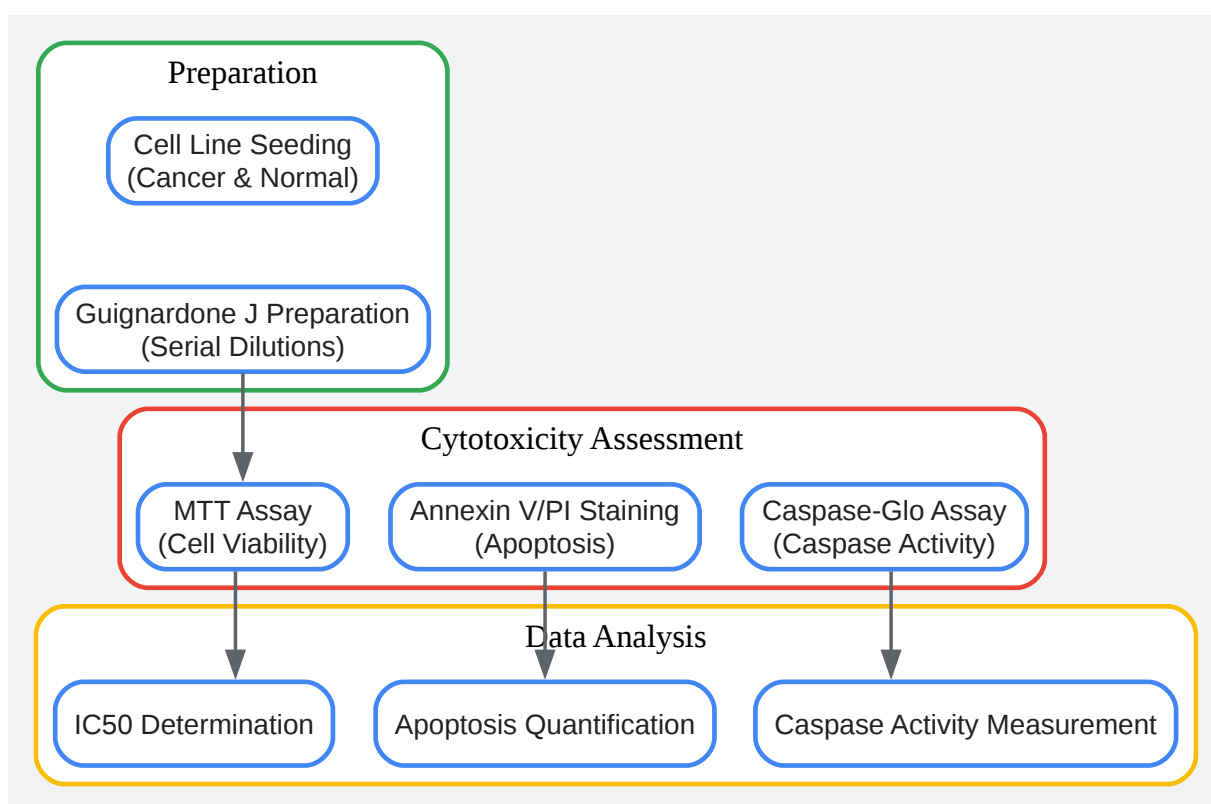 Preparation
Cell Line Seeding
(Cancer & Normal)
Guignardone J Preparation
(Serial Dilutions)
Cytotoxicity Assessment
MTT Assay
(Cell Viability)
Annexin V/PI Staining
(Apoptosis)
Caspase-Glo Assay
(Caspase Activity)
Data Analysis
IC50 Determination
Apoptosis Quantification
Caspase Activity Measurement